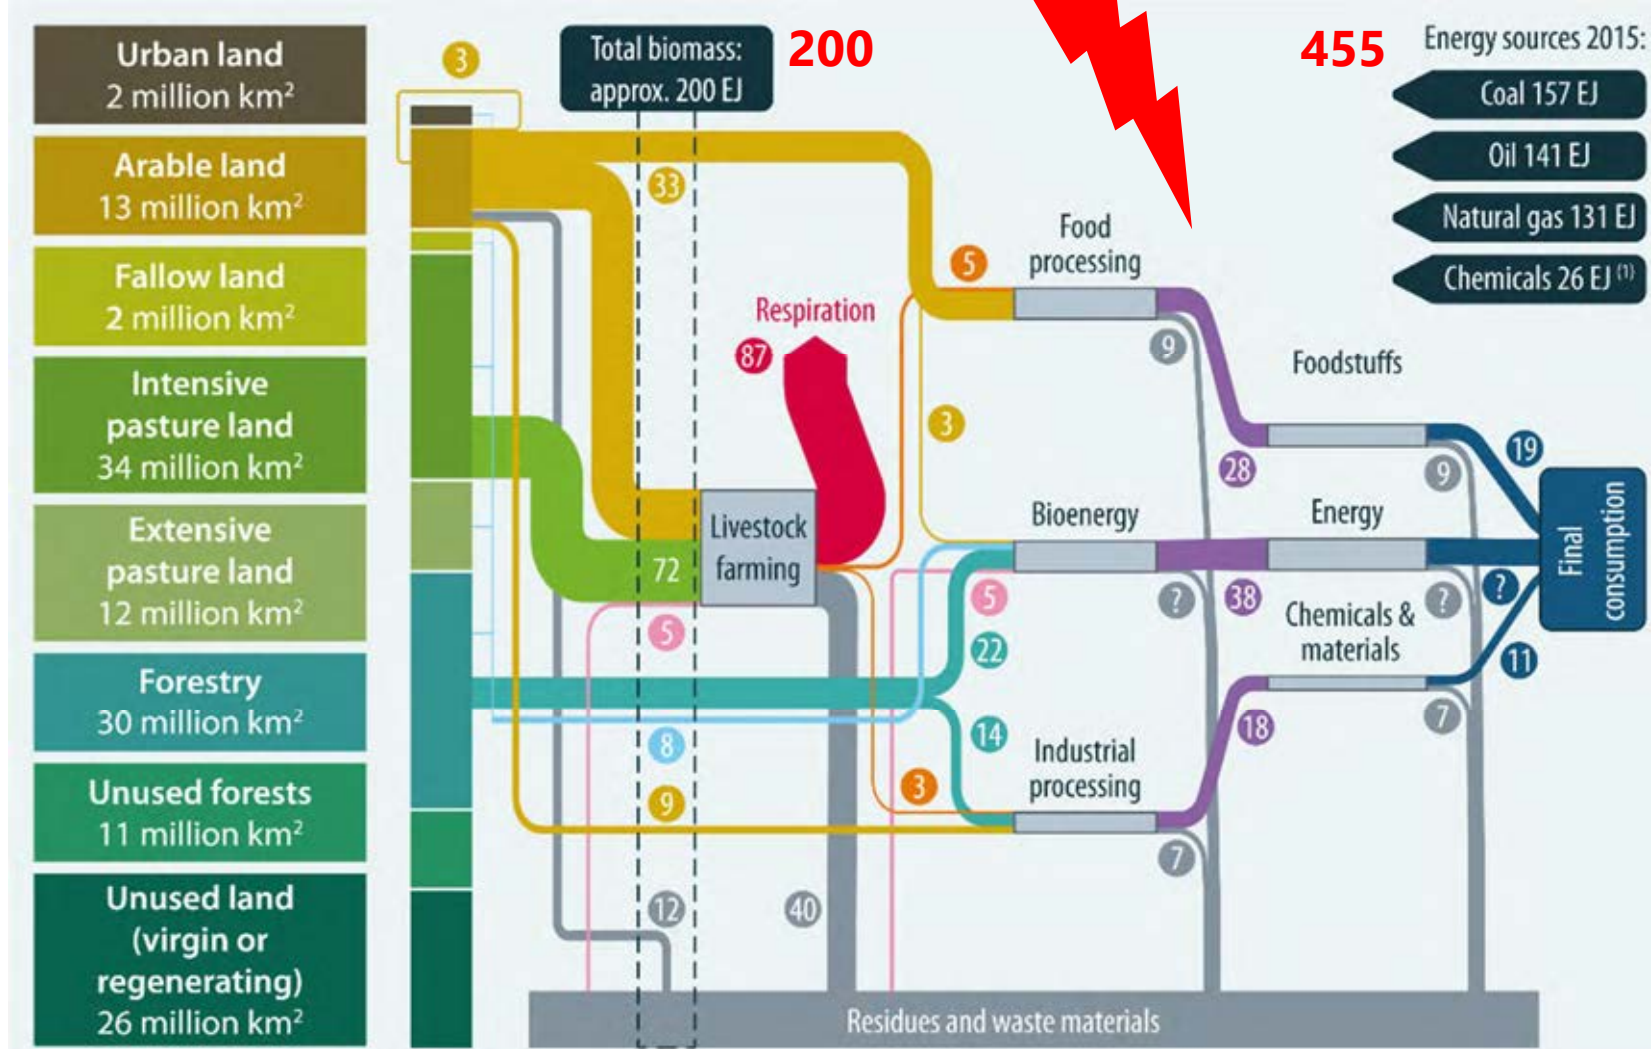 Urban land
2 million km²
Arable land
13 million km²
Fallow land
2 million km²
Intensive
pasture land
34 million km²
Extensive
pasture land
12 million km²
Forestry
30 million km²
Unused forests
11 million km²
Unused land
(virgin or
regenerating)
26 million km²
3
Total biomass:
approx. 200 EJ
200
455
Energy sources 2015:
Coal 157 EJ
Oil 141 EJ
Natural gas 131 EJ
Chemicals 26 EJ (1)
33
Respiration
87
5
Food
processing
9
Foodstuffs
28
19
9
3
72
Livestock
farming
5
Bioenergy
5
22
?
38
Energy
?
?
Final
consumption
Chemicals &
materials
11
18
7
8
14
Industrial
processing
3
9
7
12
40
Residues and waste materials